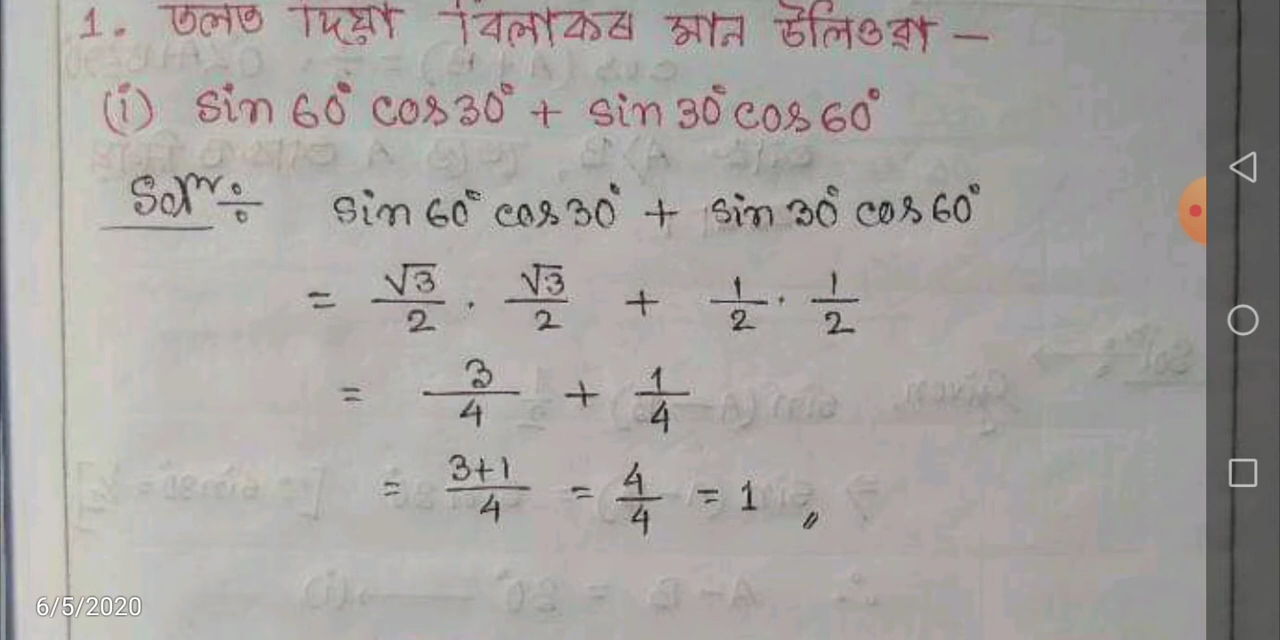 1. তলত দিয়া বিলাকৰ মান উলিওৱা —
(i) sin 60° cos 30° + sin 30° cos 60°
Solⁿ ÷ sin 60° cos 30° + sin 30° cos 60°
= √3/2 . √3/2 + 1/2 . 1/2
= 3/4 + 1/4
= 3+1/4 = 4/4 = 1 〃
6/5/2020